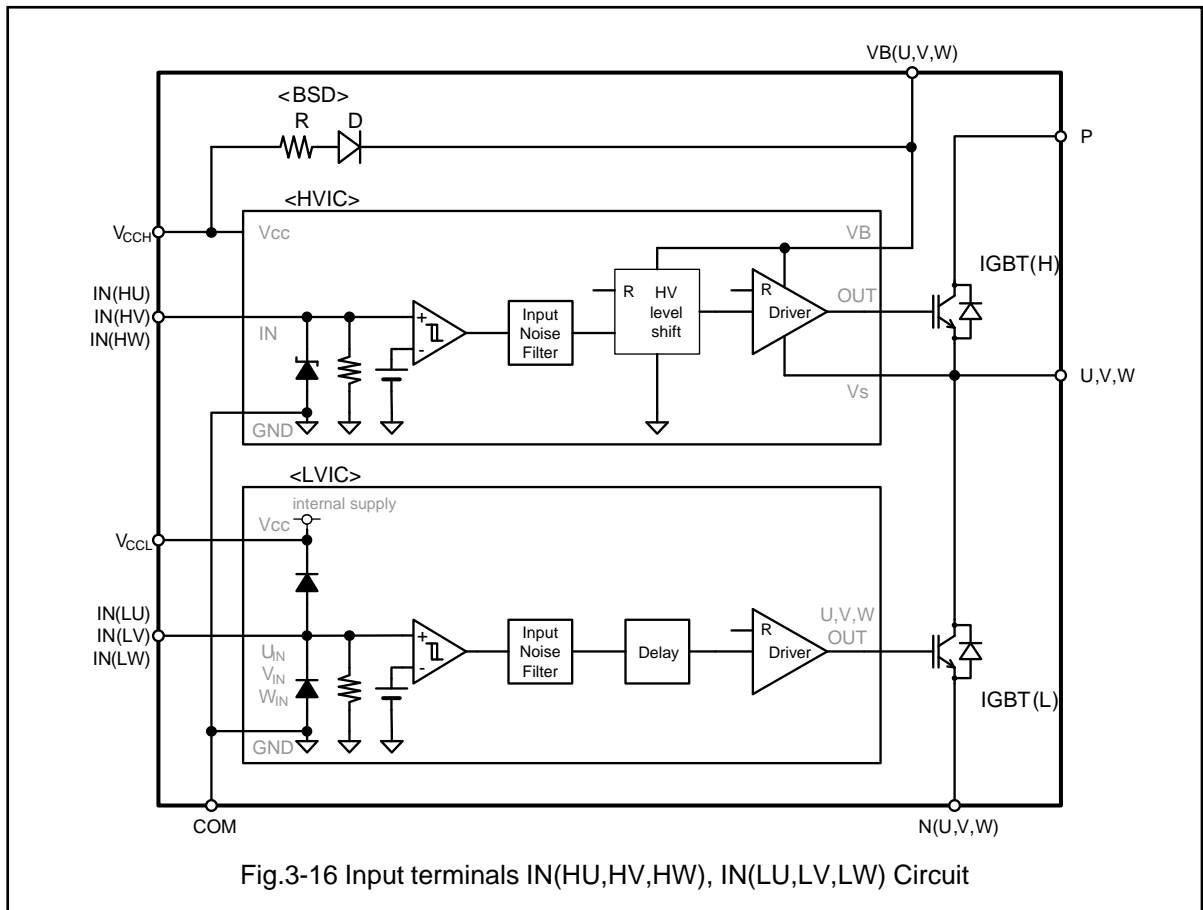 VB(U,V,W)
<BSD>
R D
P
<HVIC>
VCCH
Vcc
VB
IGBT(H)
IN(HU)
IN(HV)
IN(HW)
IN
+
-
Input
Noise
Filter
R
HV
level
shift
R
Driver
OUT
U,V,W
Vs
GND
<LVIC>
internal supply
Vcc
VCCL
IN(LU)
IN(LV)
IN(LW)
UIN
VIN
WIN
+
-
Input
Noise
Filter
Delay
R
Driver
U,V,W
OUT
IGBT(L)
GND
COM
N(U,V,W)
Fig.3-16 Input terminals IN(HU,HV,HW), IN(LU,LV,LW) Circuit